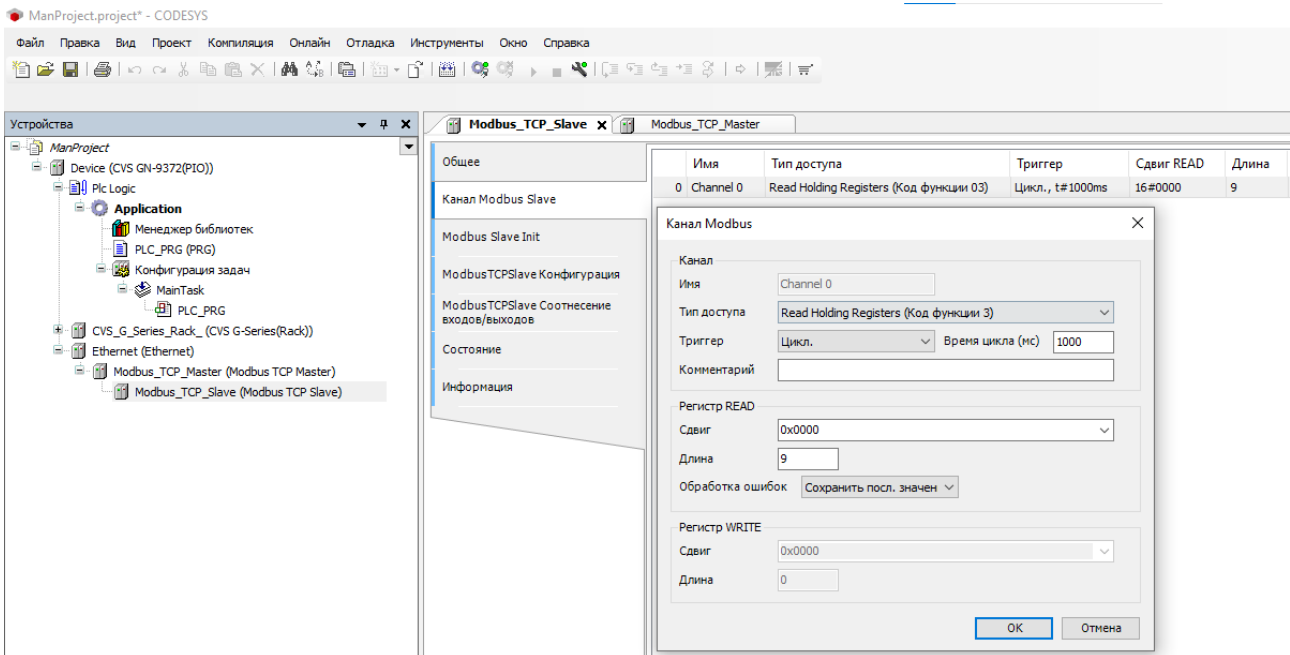 ManProject.project* - CODESYS
Файл Правка Вид Проект Компиляция Онлайн Отладка Инструменты Окно Справка
Устройства
ManProject
Device (CVS GN-9372(PIO))
Plc Logic
Application
Менеджер библиотек
PLC_PRG (PRG)
Конфигурация задач
MainTask
PLC_PRG
CVS_G_Series_Rack_ (CVS G-Series(Rack))
Ethernet (Ethernet)
Modbus_TCP_Master (Modbus TCP Master)
Modbus_TCP_Slave (Modbus TCP Slave)
Modbus_TCP_Slave Modbus_TCP_Master
Общее
Канал Modbus Slave
Modbus Slave Init
ModbusTCPSlave Конфигурация
ModbusTCPSlave Соотнесение
входов/выходов
Состояние
Информация
Имя Тип доступа Триггер Сдвиг READ Длина
0 Channel 0 Read Holding Registers (Код функции 03) Цикл., t#1000ms 16#0000 9
Канал Modbus
Канал
Имя Channel 0
Тип доступа Read Holding Registers (Код функции 3)
Триггер Цикл. Время цикла (мс) 1000
Комментарий
Регистр READ
Сдвиг 0x0000
Длина 9
Обработка ошибок Сохранить посл. значен
Регистр WRITE
Сдвиг 0x0000
Длина 0
OK Отмена